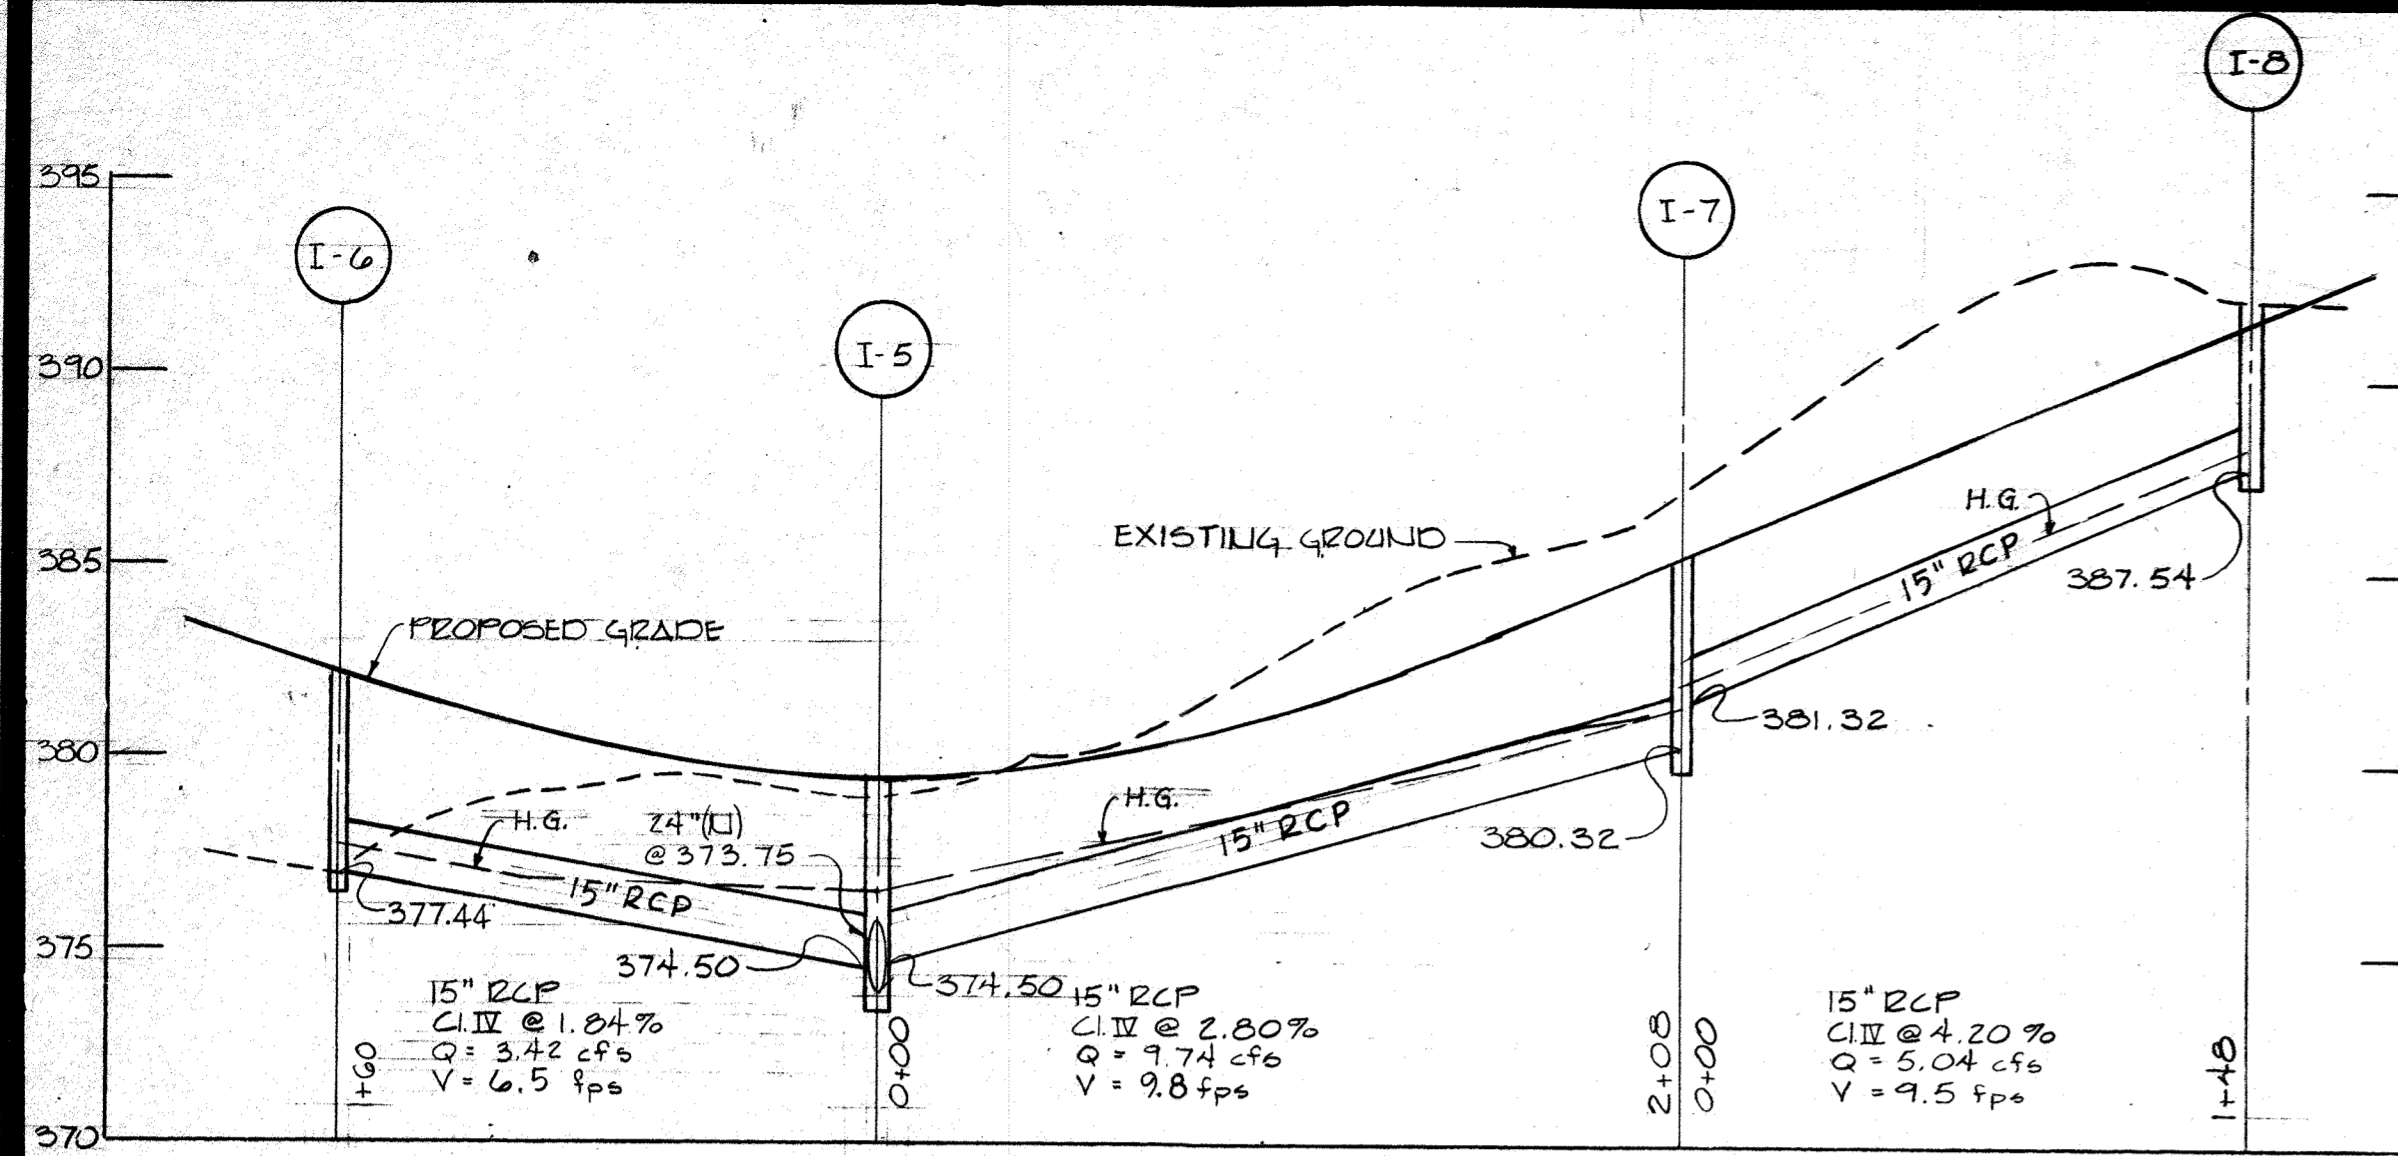 I-8
395
I-7
I-6
I-5
390
H.G.
EXISTING GROUND
385
387.54
15" RCP
PROPOSED GRADE
381.32
380
H.G.
H.G.
24"
@ 373.75
15" RCP
380.32
15" RCP
377.44
375
374.50
374.50
15" RCP
Cl. IV @ 1.84%
Q = 3.42 cfs
V = 6.5 fps
15" RCP
Cl. IV @ 2.80%
Q = 9.74 cfs
V = 9.8 fps
15" RCP
Cl. IV @ 4.20%
Q = 5.04 cfs
V = 9.5 fps
1+60
0+00
2+08
0+00
1+48
370